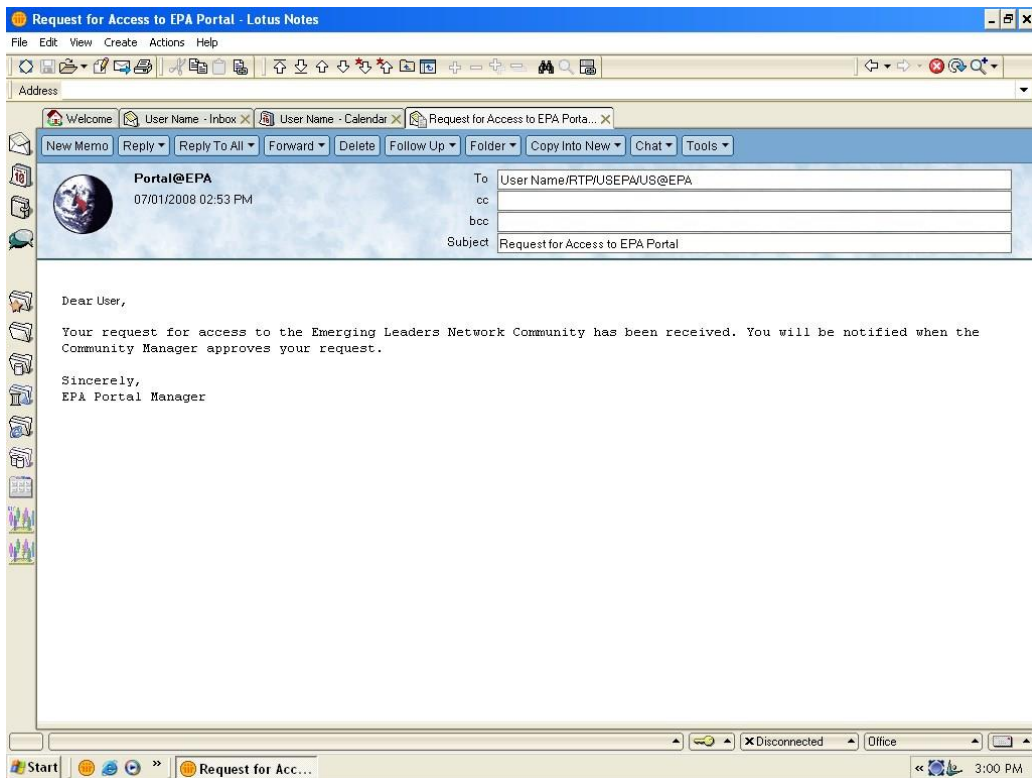 Request for Access to EPA Portal - Lotus Notes
File Edit View Create Actions Help
Address
Welcome User Name - Inbox User Name - Calendar Request for Access to EPA Porta...
New Memo Reply Reply To All Forward Delete Follow Up Folder Copy Into New Chat Tools
Portal@EPA To User Name/RTP/USEPA/US@EPA
07/01/2008 02:53 PM cc
bcc
Subject Request for Access to EPA Portal
Dear User,
Your request for access to the Emerging Leaders Network Community has been received. You will be notified when the
Community Manager approves your request.
Sincerely,
EPA Portal Manager
Disconnected Office
Start » Request for Acc... « 3:00 PM